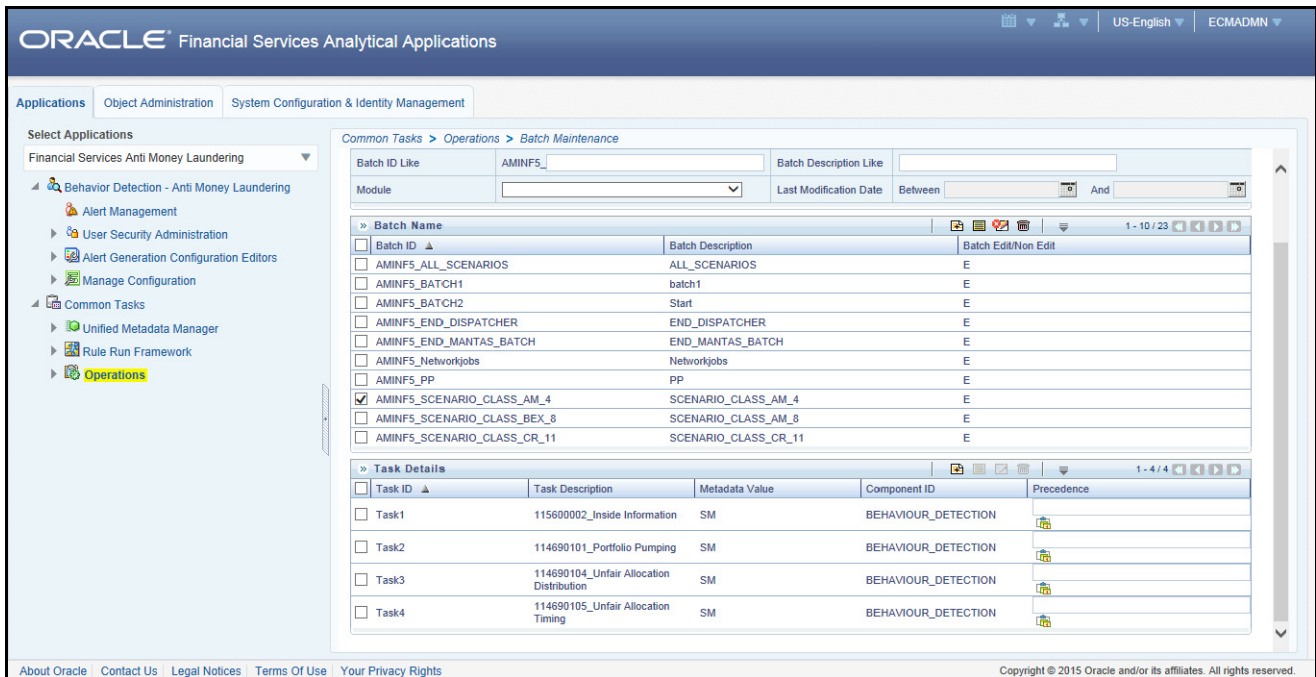 ORACLE® Financial Services Analytical Applications
US-English
ECMADMN
Applications
Object Administration
System Configuration & Identity Management
Select Applications
Financial Services Anti Money Laundering
Behavior Detection - Anti Money Laundering
Alert Management
User Security Administration
Alert Generation Configuration Editors
Manage Configuration
Common Tasks
Unified Metadata Manager
Rule Run Framework
Operations
Common Tasks > Operations > Batch Maintenance
Batch ID Like AMINF5_ Batch Description Like
Module Last Modification Date Between And
» Batch Name 1 - 10 / 23
Batch ID Batch Description Batch Edit/Non Edit
AMINF5_ALL_SCENARIOS ALL_SCENARIOS E
AMINF5_BATCH1 batch1 E
AMINF5_BATCH2 Start E
AMINF5_END_DISPATCHER END_DISPATCHER E
AMINF5_END_MANTAS_BATCH END_MANTAS_BATCH E
AMINF5_Networkjobs Networkjobs E
AMINF5_PP PP E
AMINF5_SCENARIO_CLASS_AM_4 SCENARIO_CLASS_AM_4 E
AMINF5_SCENARIO_CLASS_BEX_8 SCENARIO_CLASS_AM_8 E
AMINF5_SCENARIO_CLASS_CR_11 SCENARIO_CLASS_CR_11 E
» Task Details 1 - 4 / 4
Task ID Task Description Metadata Value Component ID Precedence
Task1 115600002_Inside Information SM BEHAVIOUR_DETECTION
Task2 114690101_Portfolio Pumping SM BEHAVIOUR_DETECTION
Task3 114690104_Unfair Allocation Distribution SM BEHAVIOUR_DETECTION
Task4 114690105_Unfair Allocation Timing SM BEHAVIOUR_DETECTION
About Oracle | Contact Us | Legal Notices | Terms Of Use | Your Privacy Rights
Copyright © 2015 Oracle and/or its affiliates. All rights reserved.